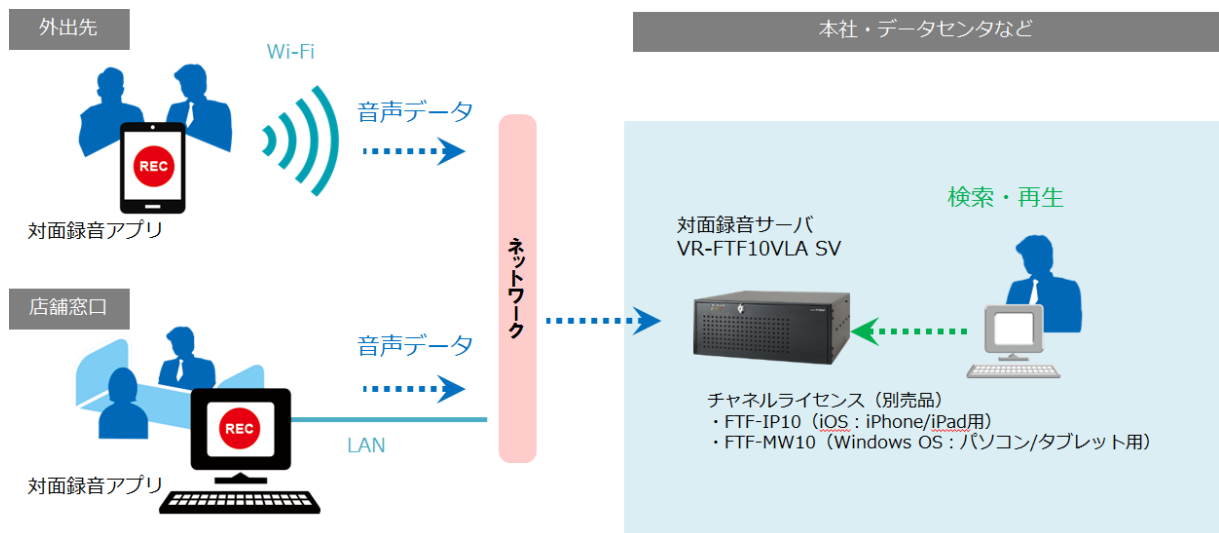 外出先
Wi-Fi
音声データ
REC
対面録音アプリ
店舗窓口
音声データ
REC
LAN
対面録音アプリ
ネットワーク
本社・データセンタなど
検索・再生
対面録音サーバ
VR-FTF10VLA SV
チャネルライセンス（別売品）
・FTF-IP10（iOS：iPhone/iPad用）
・FTF-MW10（Windows OS：パソコン/タブレット用）